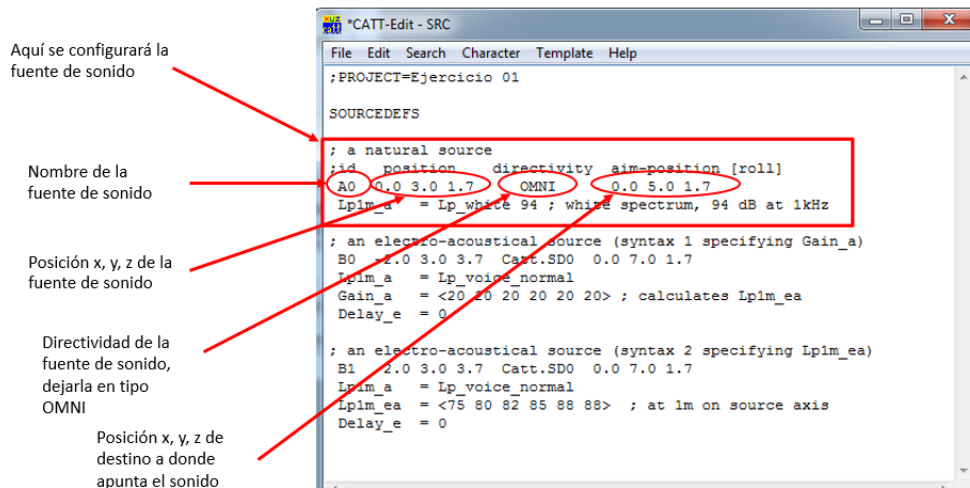 Aquí se configurará la
fuente de sonido
Nombre de la
fuente de sonido
Posición x, y, z de la
fuente de sonido
Directividad de la
fuente de sonido,
dejarla en tipo
OMNI
Posición x, y, z de
destino a donde
apunta el sonido
*CATT-Edit - SRC
File Edit Search Character Template Help
;PROJECT=Ejercicio 01
SOURCEDEFS
; a natural source
;id position directivity aim-position [roll]
A0 0.0 3.0 1.7 OMNI 0.0 5.0 1.7
Lp1m_a = Lp_white 94 ; white spectrum, 94 dB at 1kHz
; an electro-acoustical source (syntax 1 specifying Gain_a)
B0 -2.0 3.0 3.7 Catt.SD0 0.0 7.0 1.7
Lp1m_a = Lp_voice_normal
Gain_a = <20 20 20 20 20 20> ; calculates Lp1m_ea
Delay_e = 0
; an electro-acoustical source (syntax 2 specifying Lp1m_ea)
B1 2.0 3.0 3.7 Catt.SD0 0.0 7.0 1.7
Lp1m_a = Lp_voice_normal
Lp1m_ea = <75 80 82 85 88 88> ; at 1m on source axis
Delay_e = 0